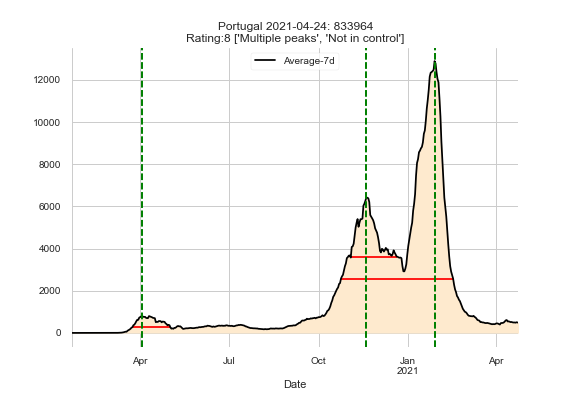 Portugal 2021-04-24: 833964
Rating:8 ['Multiple peaks', 'Not in control']
Average-7d
12000
10000
8000
6000
4000
2000
0
Apr Jul Oct Jan Apr
2021
Date